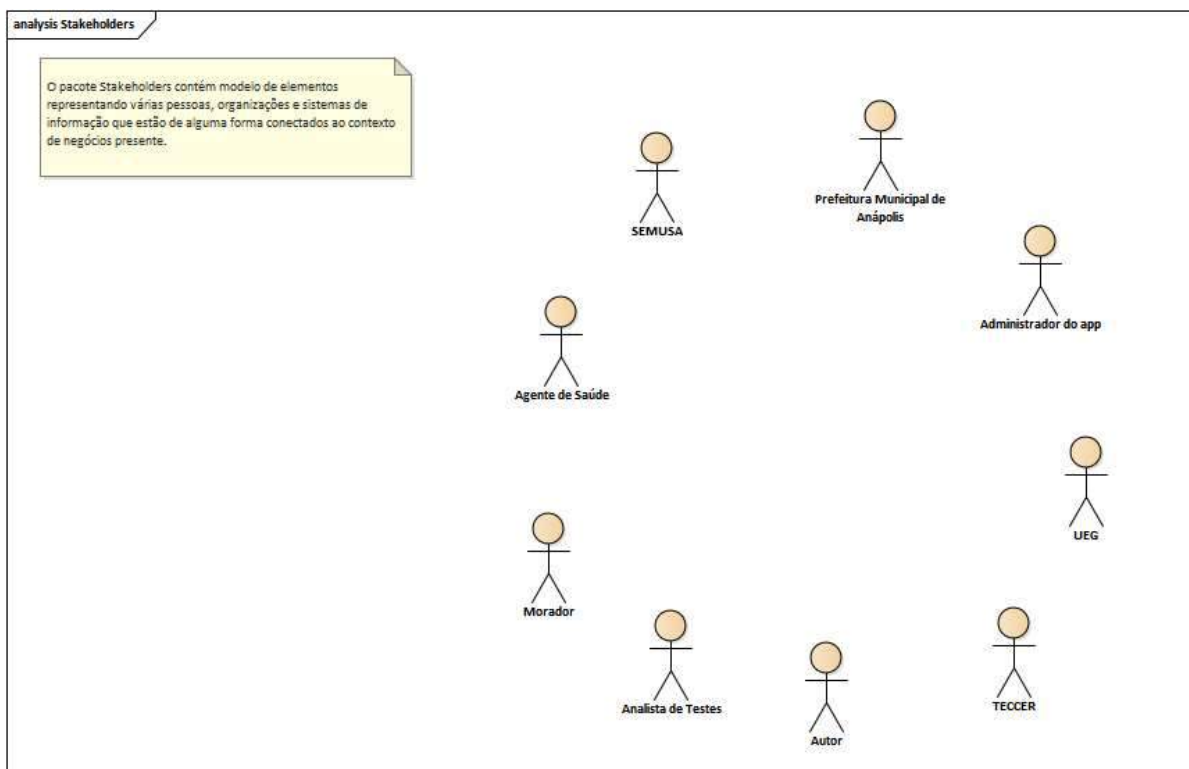 analysis Stakeholders
O pacote Stakeholders contém modelo de elementos
representando várias pessoas, organizações e sistemas de
informação que estão de alguma forma conectados ao contexto
de negócios presente.
Prefeitura Municipal de
Anápolis
SEMUSA
Administrador do app
Agente de Saúde
UEG
Morador
Analista de Testes
TECCER
Autor